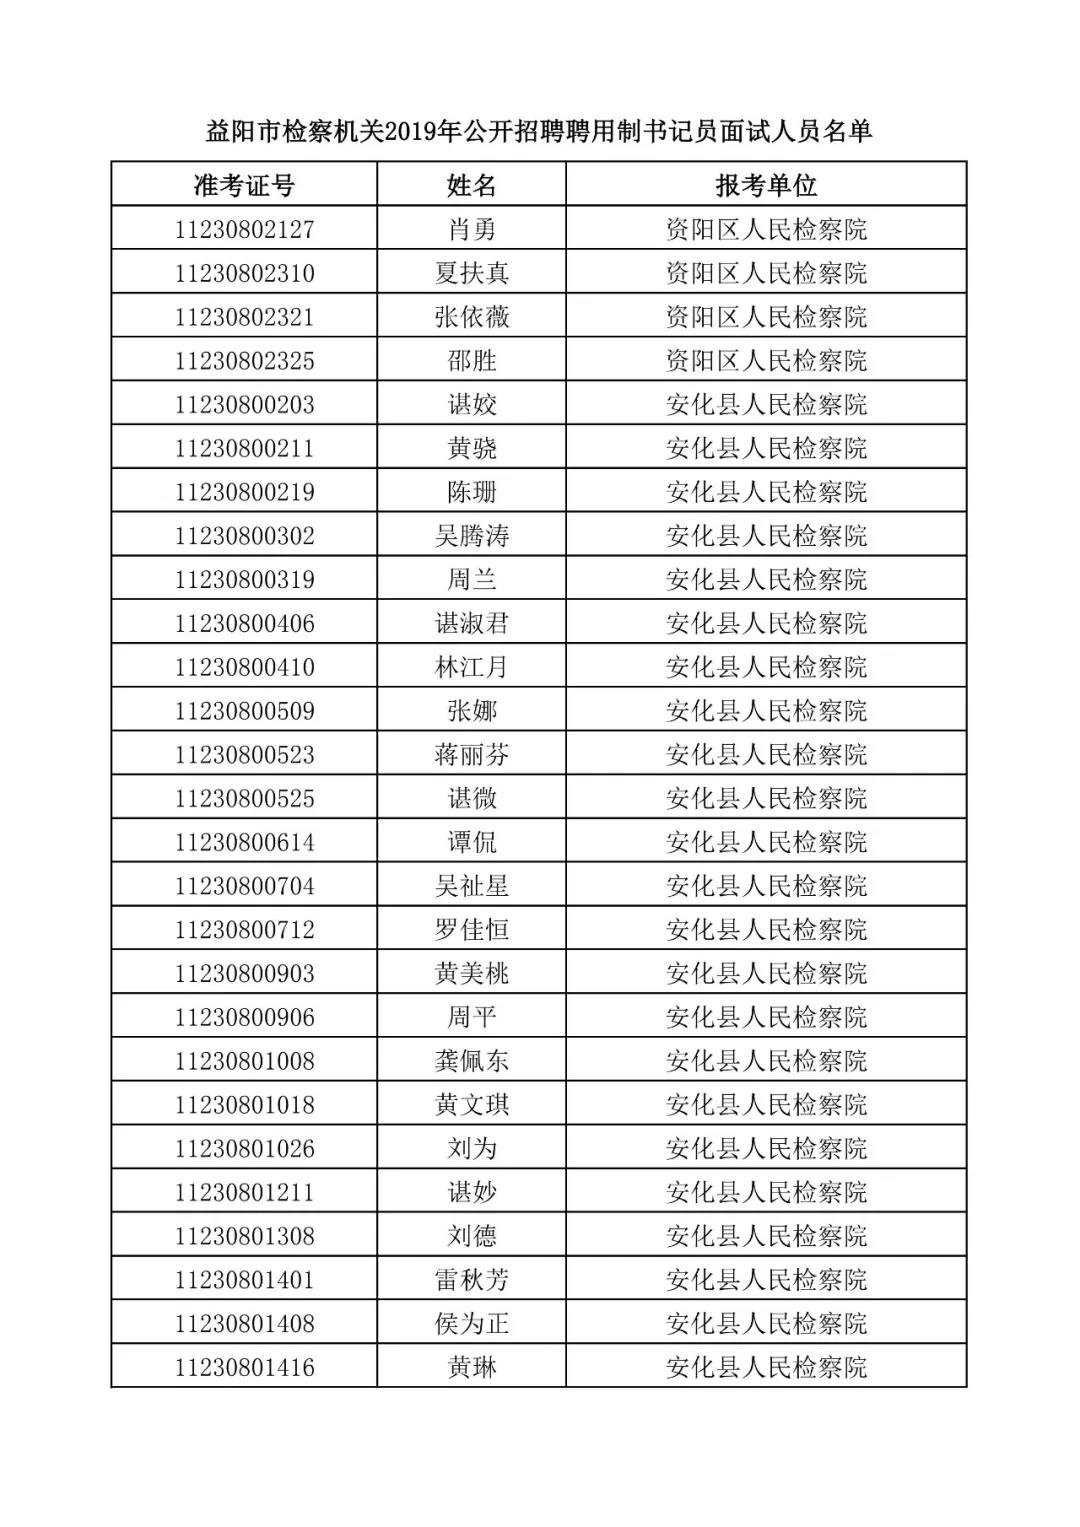 益阳市检察机关2019年公开招聘聘用制书记员面试人员名单
准考证号 姓名 报考单位
11230802127 肖勇 资阳区人民检察院
11230802310 夏扶真 资阳区人民检察院
11230802321 张依薇 资阳区人民检察院
11230802325 邵胜 资阳区人民检察院
11230800203 谌姣 安化县人民检察院
11230800211 黄骁 安化县人民检察院
11230800219 陈珊 安化县人民检察院
11230800302 吴腾涛 安化县人民检察院
11230800319 周兰 安化县人民检察院
11230800406 谌淑君 安化县人民检察院
11230800410 林江月 安化县人民检察院
11230800509 张娜 安化县人民检察院
11230800523 蒋丽芬 安化县人民检察院
11230800525 谌微 安化县人民检察院
11230800614 谭侃 安化县人民检察院
11230800704 吴祉星 安化县人民检察院
11230800712 罗佳恒 安化县人民检察院
11230800903 黄美桃 安化县人民检察院
11230800906 周平 安化县人民检察院
11230801008 龚佩东 安化县人民检察院
11230801018 黄文琪 安化县人民检察院
11230801026 刘为 安化县人民检察院
11230801211 谌妙 安化县人民检察院
11230801308 刘德 安化县人民检察院
11230801401 雷秋芳 安化县人民检察院
11230801408 侯为正 安化县人民检察院
11230801416 黄琳 安化县人民检察院